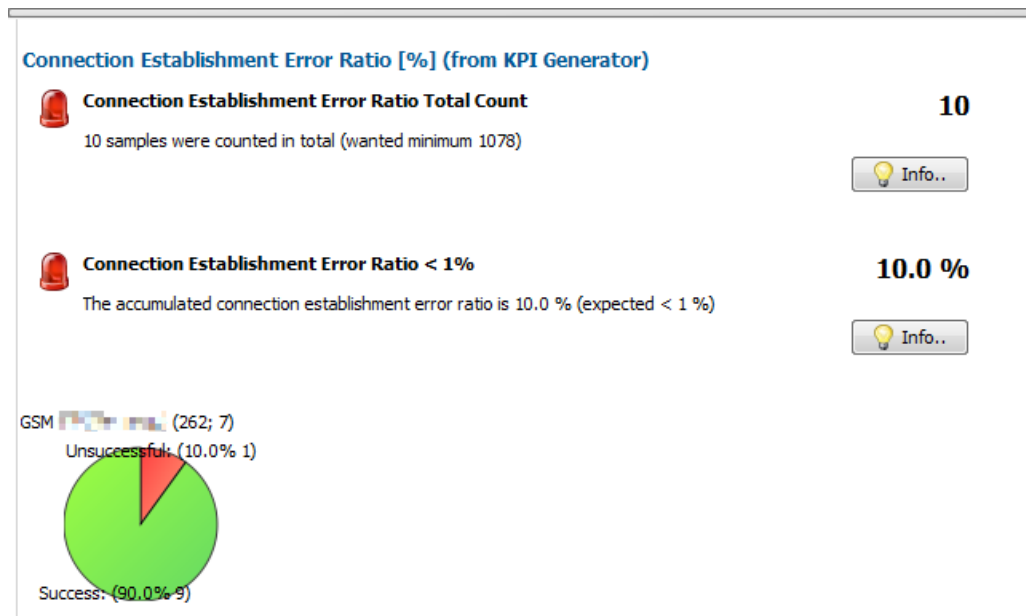 Connection Establishment Error Ratio [%] (from KPI Generator)
Connection Establishment Error Ratio Total Count
10
10 samples were counted in total (wanted minimum 1078)
Info..
Connection Establishment Error Ratio < 1%
10.0 %
The accumulated connection establishment error ratio is 10.0 % (expected < 1 %)
Info..
GSM (262; 7)
Unsuccessful: (10.0% 1)
Success: (90.0% 9)